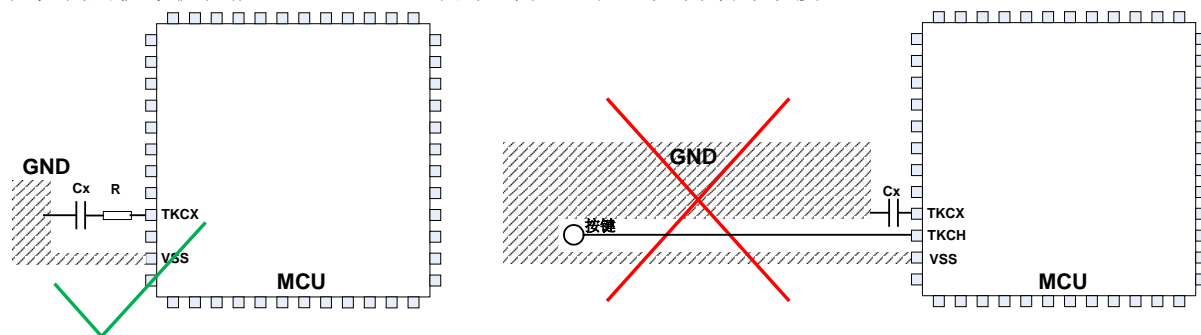 GND
Cx
R
TKCX
VSS
MCU
GND
Cx
按键
TKCX
TKCH
VSS
MCU